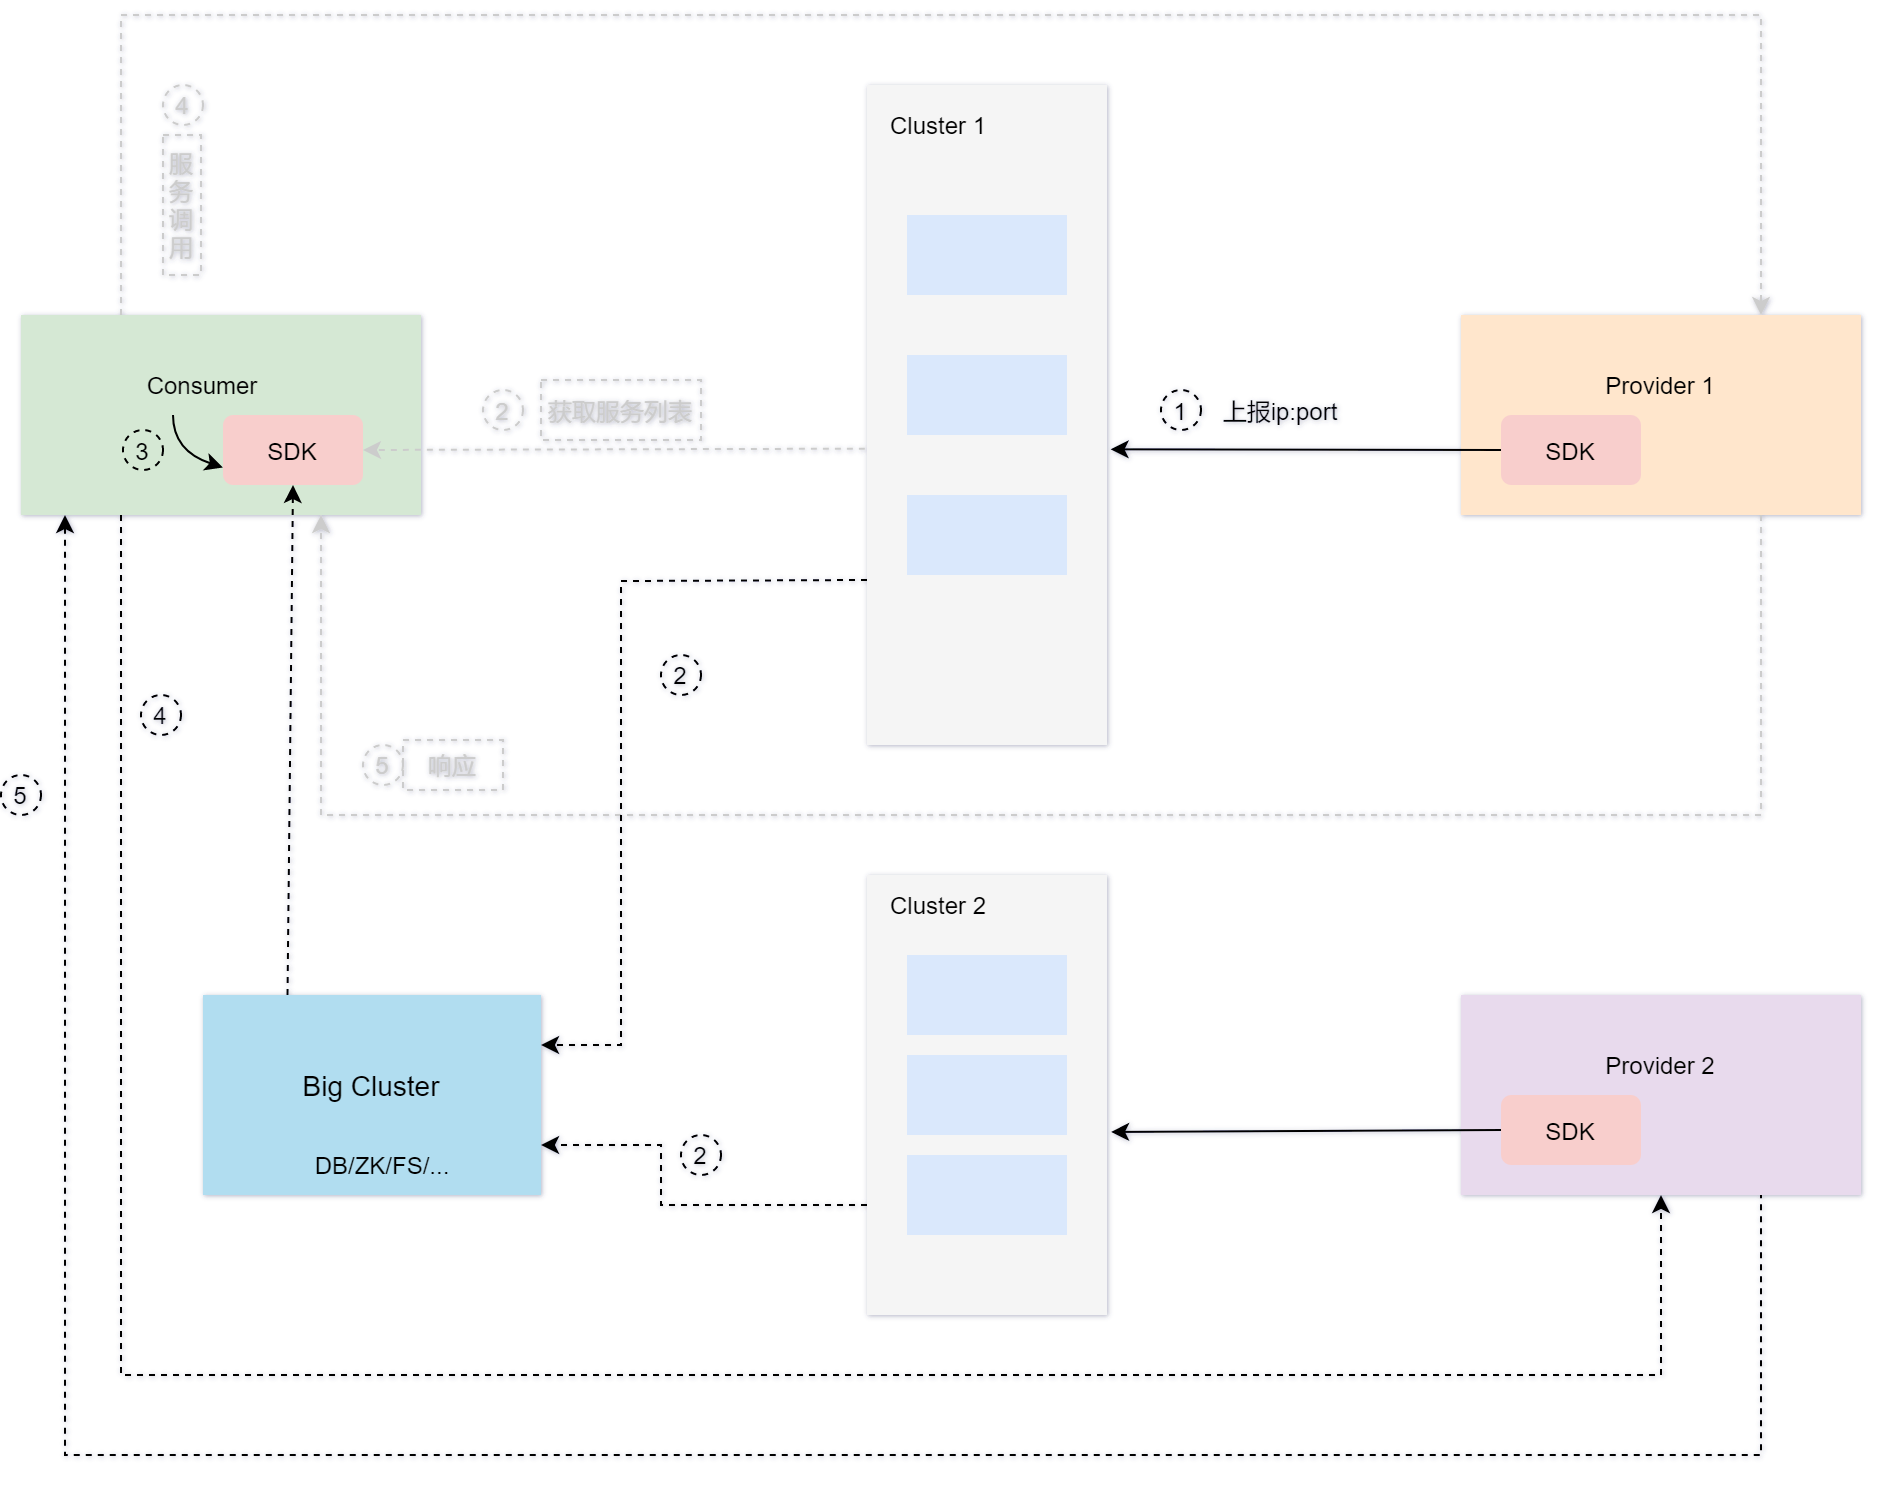 4
服
务
调
用
Cluster 1
Consumer
3
SDK
2
获取服务列表
1
上报ip:port
Provider 1
SDK
2
4
5
响应
5
Cluster 2
Big Cluster
DB/ZK/FS/...
2
Provider 2
SDK